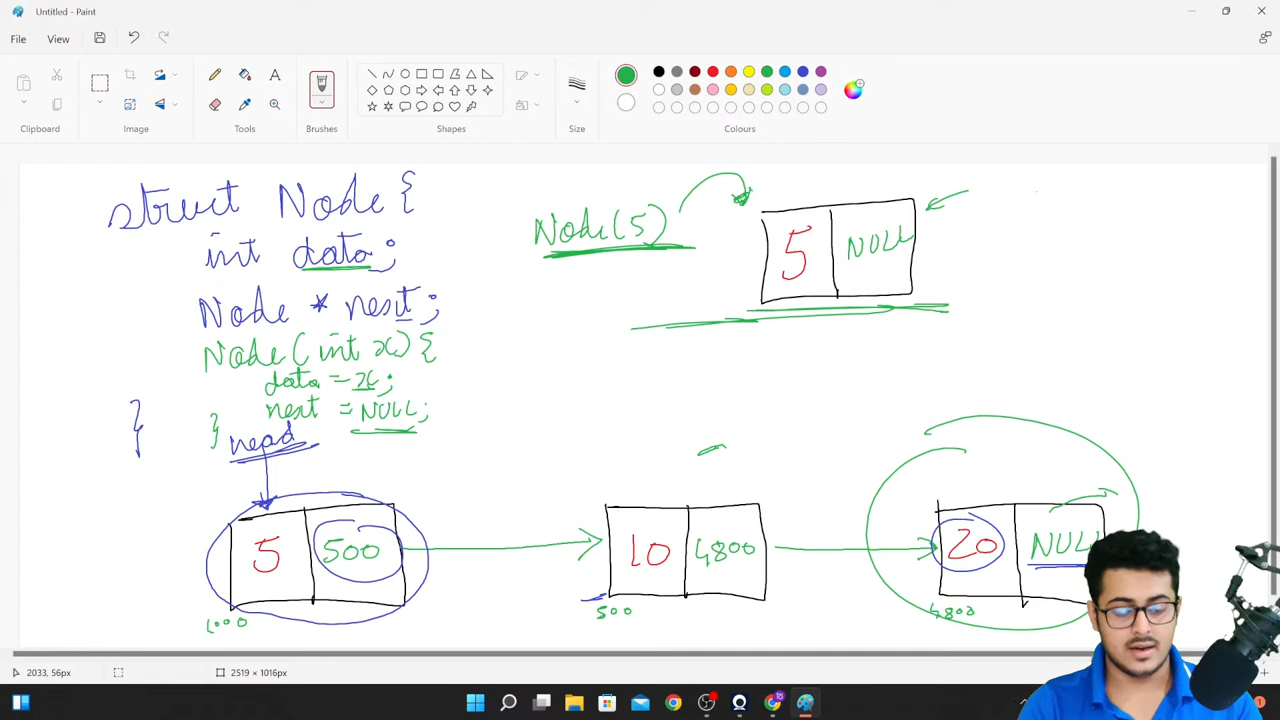 Untitled - Paint
File View
Clipboard Image Tools Brushes Shapes Size Colours
struct Node{
int data;
Node * next;
Node(int x){
data = x;
next = NULL;
}
}
Node(5)
5 NULL
head
5 500
1000
10 4800
500
20 NULL
4800
2033, 56px 2519 × 1016px